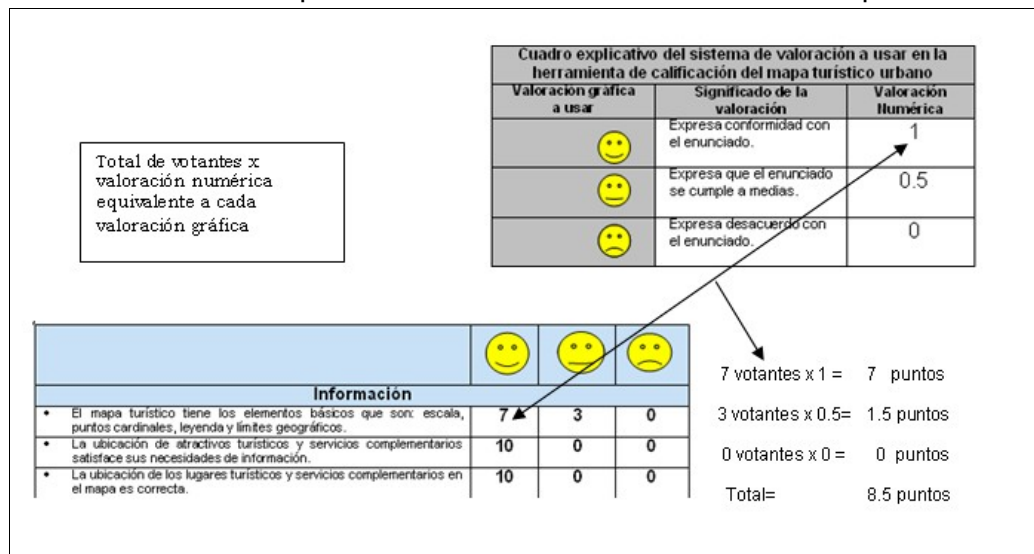 Cuadro explicativo del sistema de valoración a usar en la
herramienta de calificación del mapa turístico urbano
Valoración gráfica
a usar
Significado de la
valoración
Valoración
Numérica
Expresa conformidad con
el enunciado.
1
Expresa que el enunciado
se cumple a medias.
0.5
Expresa desacuerdo con
el enunciado.
0
Total de votantes x
valoración numérica
equivalente a cada
valoración gráfica
Información
• El mapa turístico tiene los elementos básicos que son: escala,
puntos cardinales, leyenda y límites geográficos.
7 3 0
• La ubicación de atractivos turísticos y servicios complementarios
satisface sus necesidades de información.
10 0 0
• La ubicación de los lugares turísticos y servicios complementarios en
el mapa es correcta.
10 0 0
7 votantes x 1 = 7 puntos
3 votantes x 0.5= 1.5 puntos
0 votantes x 0 = 0 puntos
Total= 8.5 puntos